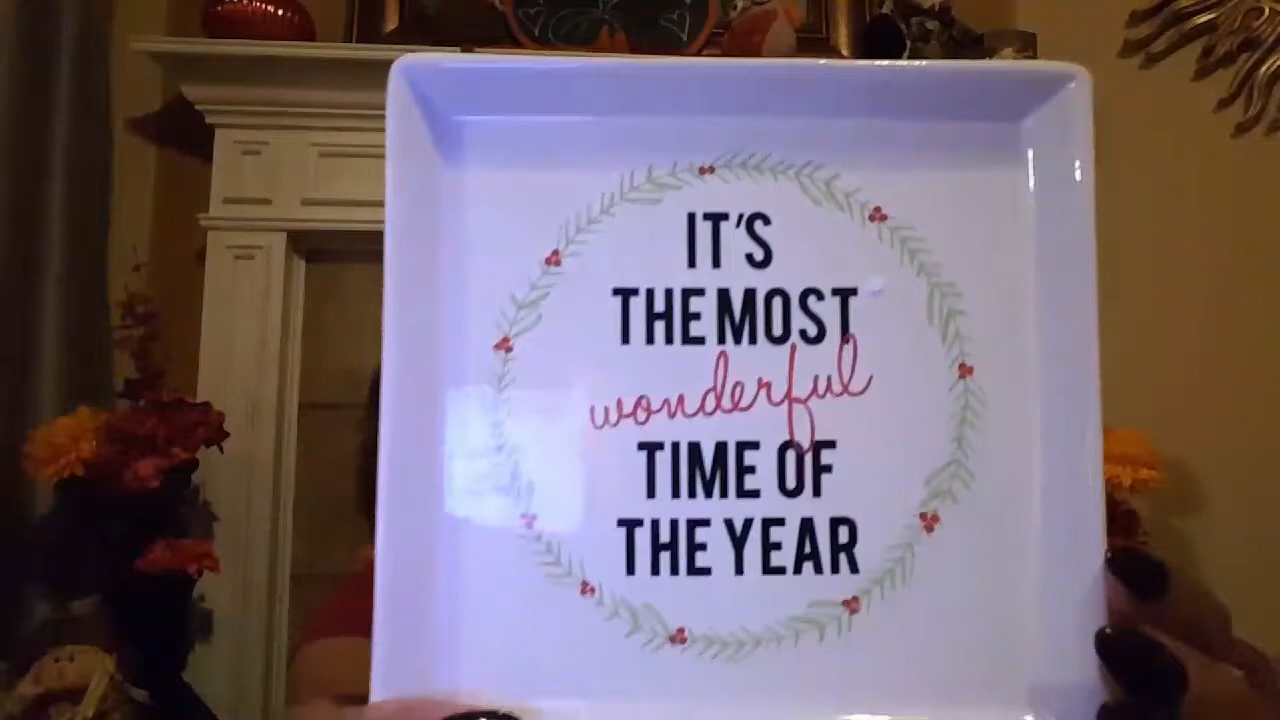 IT'S
THE MOST
wonderful
TIME OF
THE YEAR